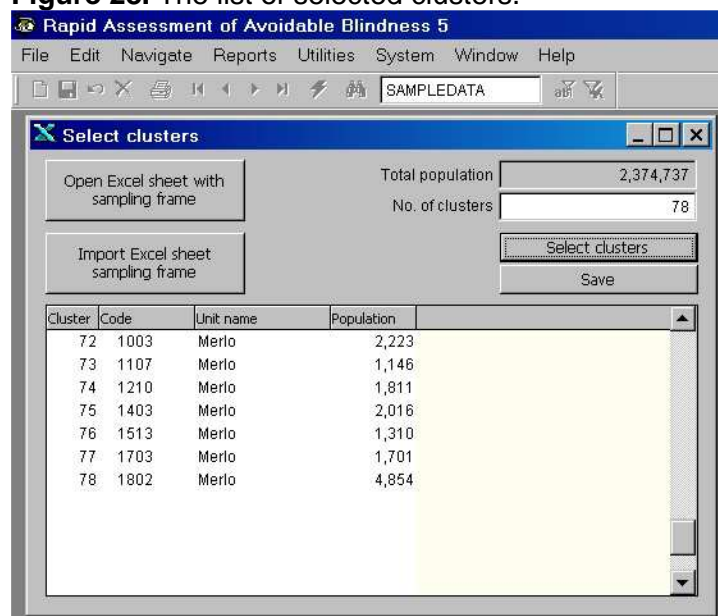 Figure 28. The list of selected clusters.
Rapid Assessment of Avoidable Blindness 5
File Edit Navigate Reports Utilities System Window Help
SAMPLEDATA
Select clusters
Open Excel sheet with sampling frame
Total population 2,374,737
No. of clusters 78
Import Excel sheet sampling frame
Select clusters
Save
Cluster Code Unit name Population
72 1003 Merlo 2,223
73 1107 Merlo 1,146
74 1210 Merlo 1,811
75 1403 Merlo 2,016
76 1513 Merlo 1,310
77 1703 Merlo 1,701
78 1802 Merlo 4,854